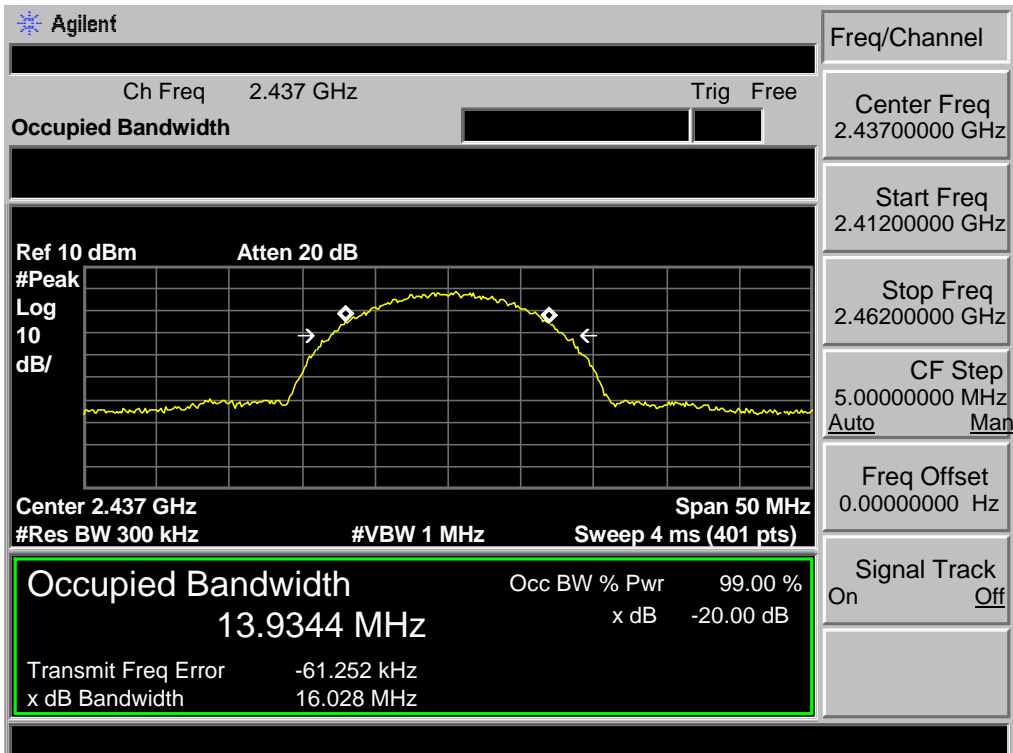 Agilent
Freq/Channel
Ch Freq 2.437 GHz Trig Free
Occupied Bandwidth
Center Freq
2.43700000 GHz
Start Freq
2.41200000 GHz
Ref 10 dBm Atten 20 dB
#Peak
Log
10
dB/
Stop Freq
2.46200000 GHz
CF Step
5.00000000 MHz
Auto Man
Center 2.437 GHz Span 50 MHz
#Res BW 300 kHz #VBW 1 MHz Sweep 4 ms (401 pts)
Freq Offset
0.00000000 Hz
Occupied Bandwidth Occ BW % Pwr 99.00 %
13.9344 MHz x dB -20.00 dB
Signal Track
On Off
Transmit Freq Error -61.252 kHz
x dB Bandwidth 16.028 MHz